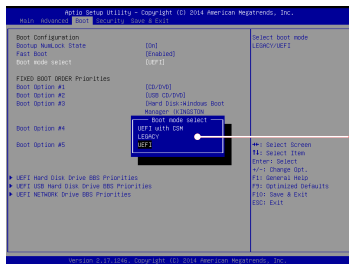 Aptio Setup Utility - Copyright (C) 2014 American Megatrends, Inc.
Main Advanced Boot Security Save & Exit
Boot Configuration
Bootup NumLock State [On]
Fast Boot [Enabled]
Boot mode select [UEFI]
FIXED BOOT ORDER Priorities
Boot Option #1 [CD/DVD]
Boot Option #2 [USB CD/DVD]
Boot Option #3 [Hard Disk:Windows Boot
Manager (KINGSTON
Boot Option #4
Boot Option #5
Boot mode select
UEFI with CSM
LEGACY
UEFI
UEFI Hard Disk Drive BBS Priorities
UEFI USB Hard Disk Drive BBS Priorities
UEFI NETWORK Drive BBS Priorities
Select boot mode
LEGACY/UEFI
→←: Select Screen
↑↓: Select Item
Enter: Select
+/-: Change Opt.
F1: General Help
F9: Optimized Defaults
F10: Save & Exit
ESC: Exit
Version 2.17.1246. Copyright (C) 2014 American Megatrends, Inc.